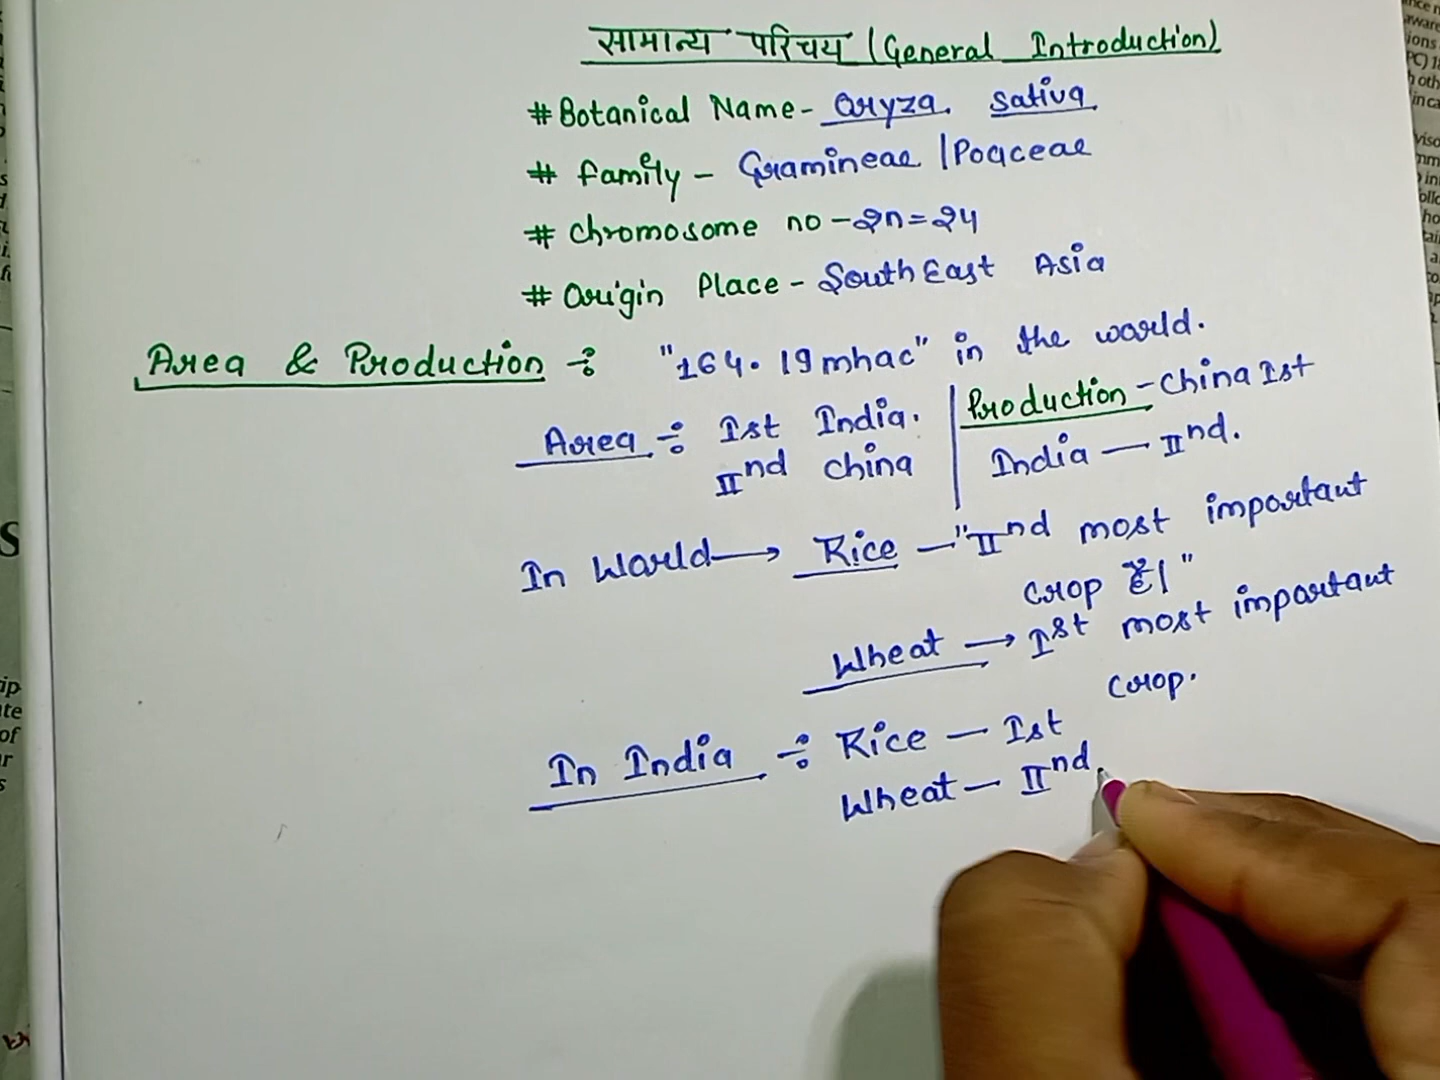 सामान्य परिचय (General Introduction)
# Botanical Name - Oryza. sativa
# family - Gramineae | Poaceae
# Chromosome no - 2n = 24
# Origin Place - South East Asia
Area & Production ÷ "164.19 mhac" in the world.
Area ÷ Ist India.
IInd China
Production - China Ist
India — IInd.
In World → Rice — "IInd most important
Crop है।"
Wheat → Ist most important
Crop.
In India ÷ Rice — Ist
Wheat — IInd.